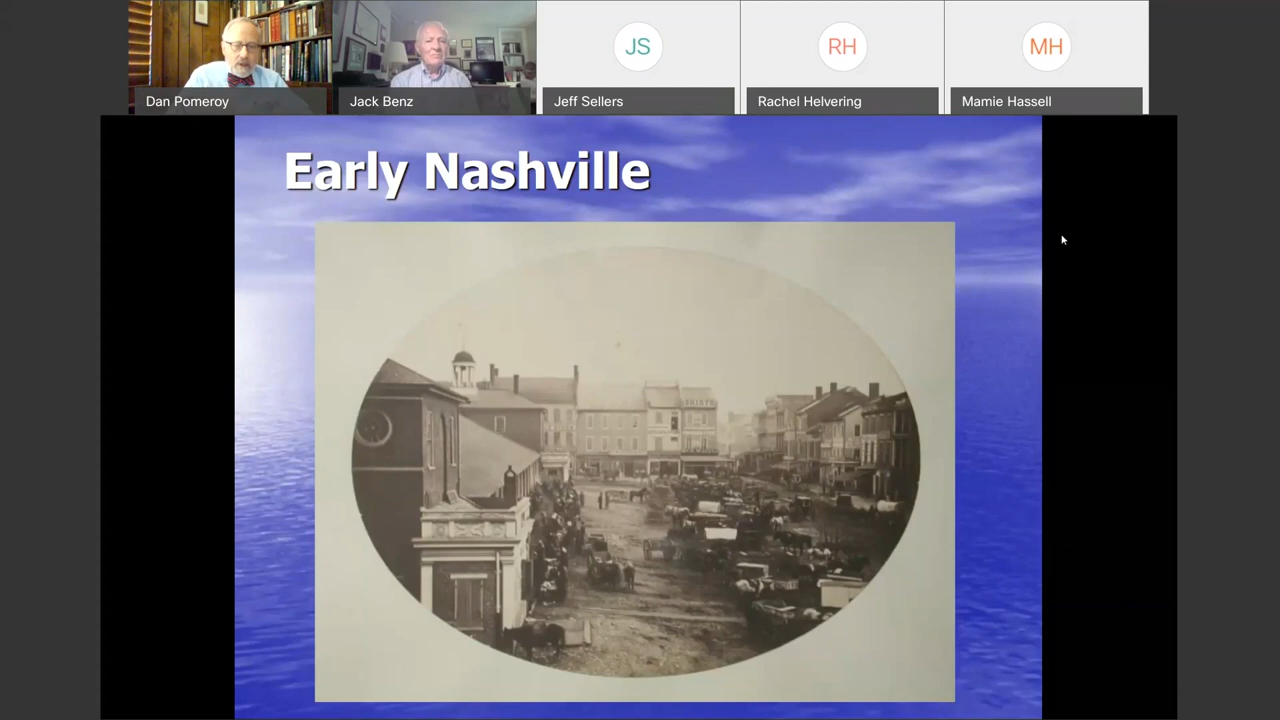 JS
RH
MH
Dan Pomeroy
Jack Benz
Jeff Sellers
Rachel Helvering
Mamie Hassell
Early Nashville